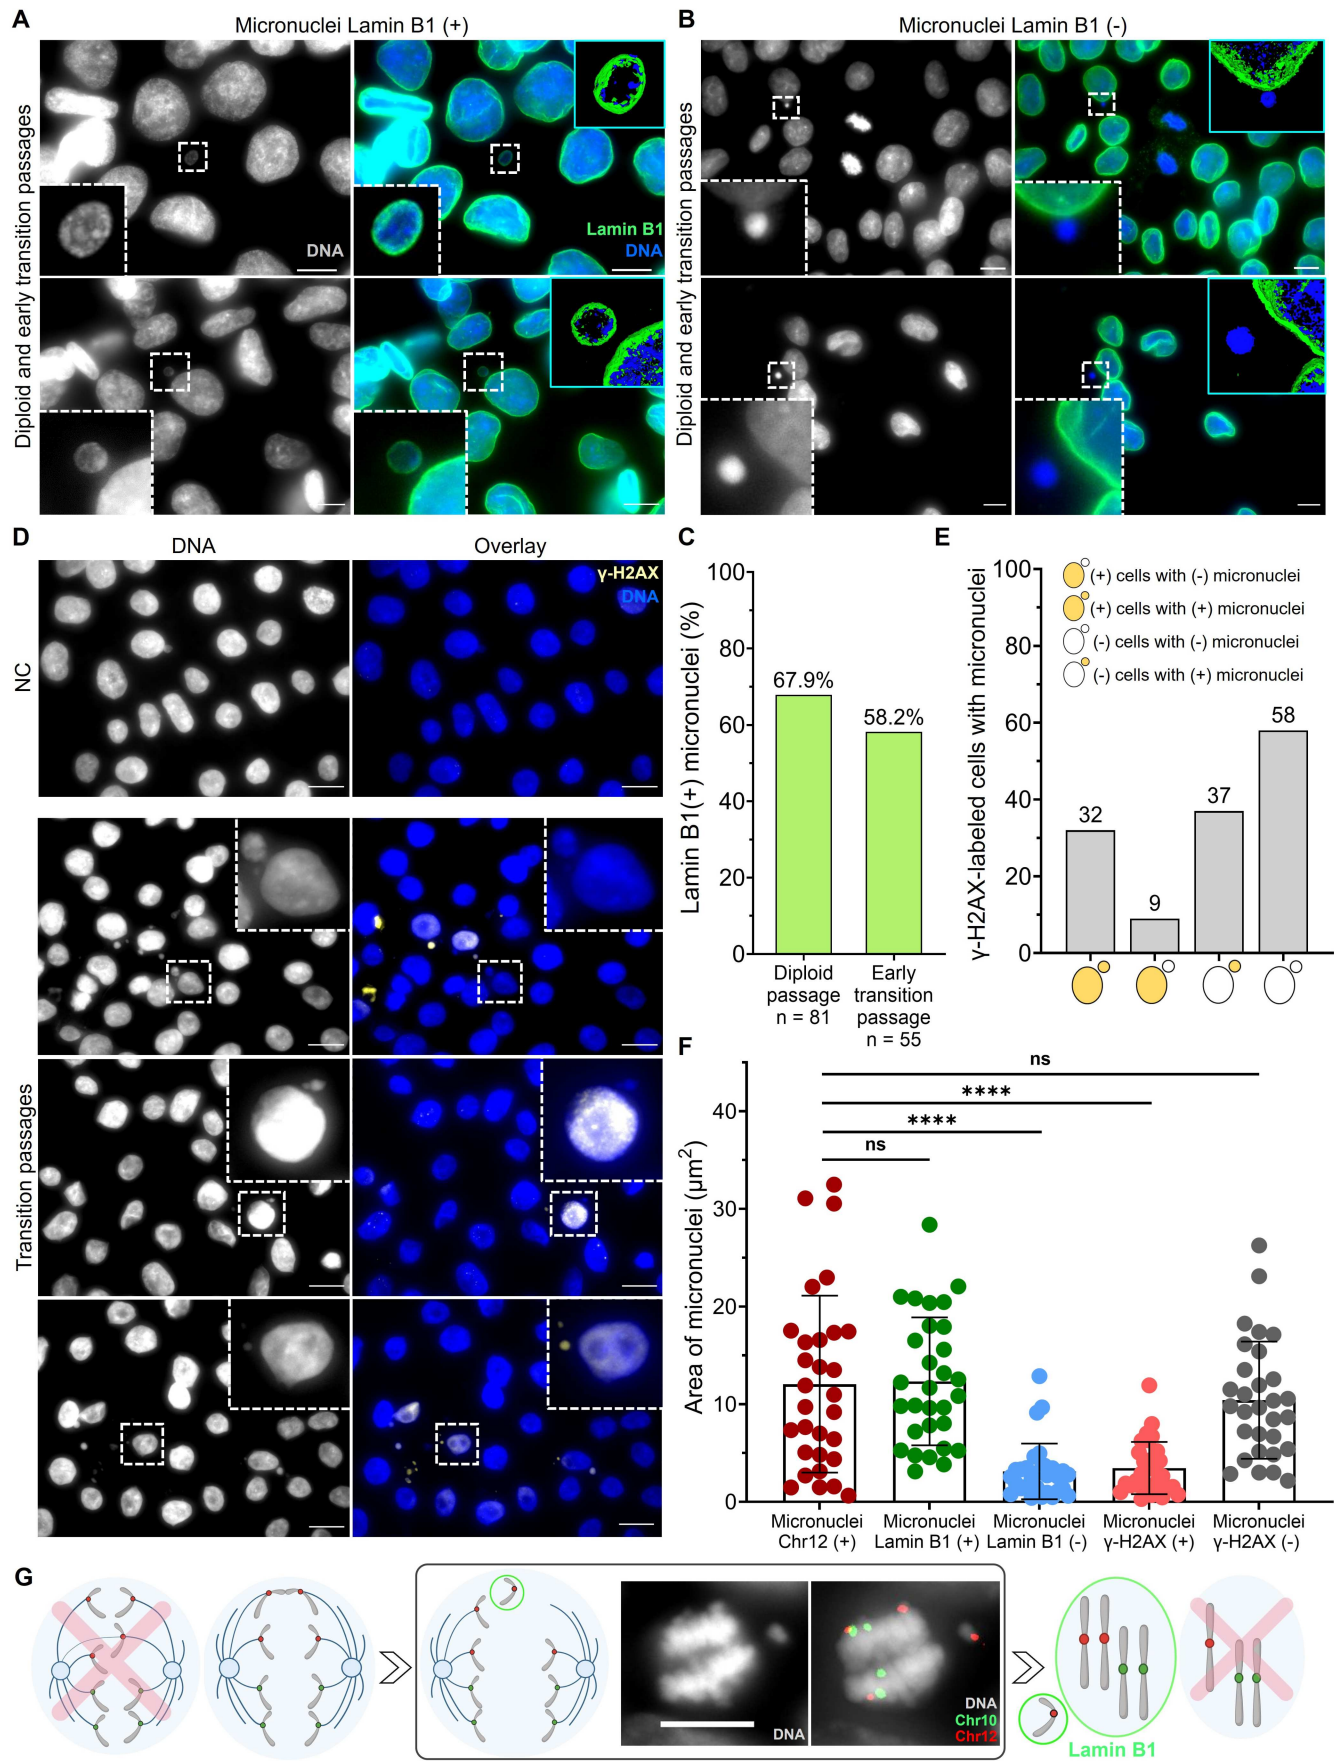 A
Micronuclei Lamin B1 (+)
Diploid and early transition passages
DNA
Lamin B1
DNA
B
Micronuclei Lamin B1 (-)
Diploid and early transition passages
D
DNA
Overlay
NC
γ-H2AX
DNA
Transition passages
C
Lamin B1(+) micronuclei (%)
100
80
60
40
20
0
67.9%
58.2%
Diploid
passage
n = 81
Early
transition
passage
n = 55
E
γ-H2AX-labeled cells with micronuclei
100
80
60
40
20
0
(+) cells with (-) micronuclei
(+) cells with (+) micronuclei
(-) cells with (-) micronuclei
(-) cells with (+) micronuclei
32
9
37
58
F
Area of micronuclei (µm2)
40
30
20
10
0
ns
****
****
ns
Micronuclei
Chr12 (+)
Micronuclei
Lamin B1 (+)
Micronuclei
Lamin B1 (-)
Micronuclei
γ-H2AX (+)
Micronuclei
γ-H2AX (-)
G
DNA
DNA
Chr10
Chr12
Lamin B1